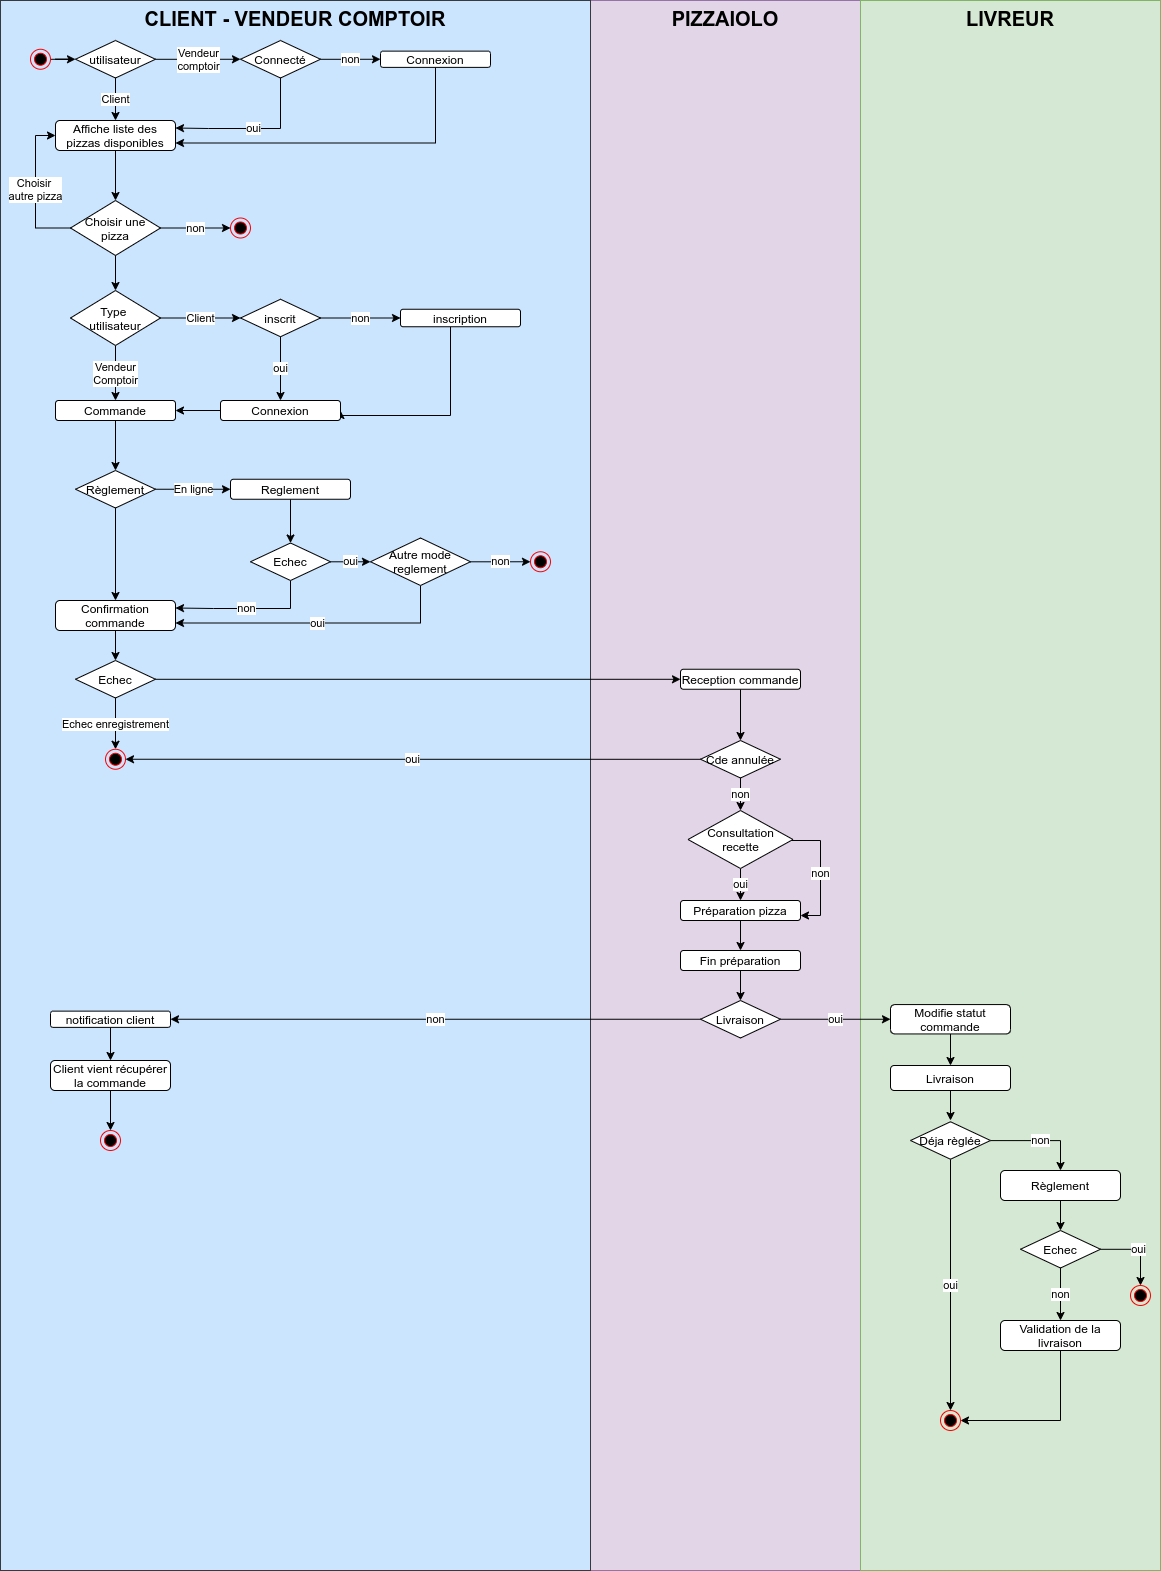 CLIENT - VENDEUR COMPTOIR
PIZZAIOLO
LIVREUR
utilisateur
Vendeur
comptoir
Connecté
non
Connexion
Client
oui
Affiche liste des
pizzas disponibles
Choisir
autre pizza
Choisir une
pizza
non
Type
utilisateur
Client
inscrit
non
inscription
Vendeur
Comptoir
oui
Commande
Connexion
Règlement
En ligne
Reglement
Echec
oui
Autre mode
reglement
non
non
oui
Confirmation
commande
Echec
Reception commande
Echec enregistrement
oui
Cde annulée
non
Consultation
recette
non
oui
Préparation pizza
Fin préparation
notification client
non
Livraison
oui
Modifie statut
commande
Client vient récupérer
la commande
Livraison
Déja règlée
non
Règlement
Echec
oui
oui
non
Validation de la
livraison